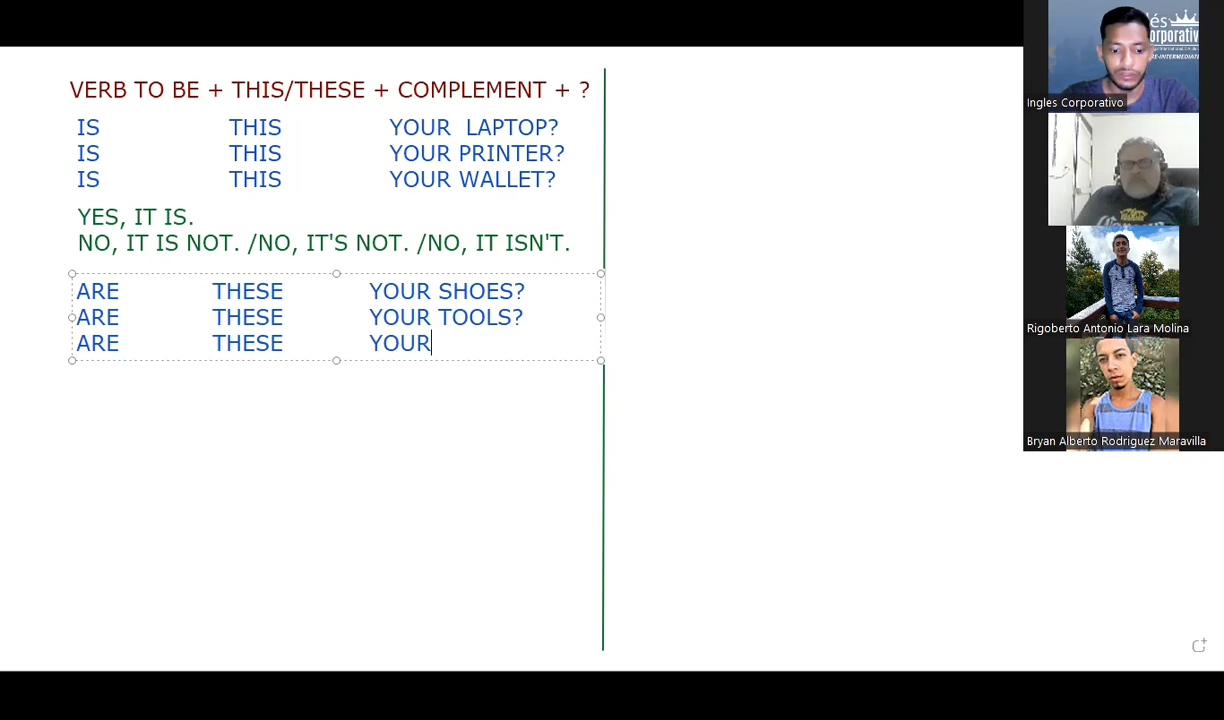 VERB TO BE + THIS/THESE + COMPLEMENT + ?
IS THIS YOUR LAPTOP?
IS THIS YOUR PRINTER?
IS THIS YOUR WALLET?
YES, IT IS.
NO, IT IS NOT. /NO, IT'S NOT. /NO, IT ISN'T.
ARE THESE YOUR SHOES?
ARE THESE YOUR TOOLS?
ARE THESE YOUR
Ingles Corporativo
Rigoberto Antonio Lara Molina
Bryan Alberto Rodriguez Maravilla